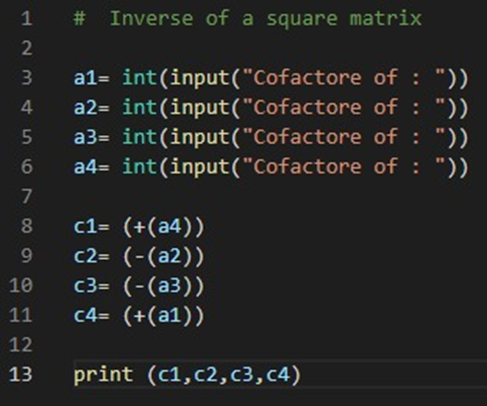 1 #  Inverse of a square matrix
2
3 a1= int(input("Cofactore of : "))
4 a2= int(input("Cofactore of : "))
5 a3= int(input("Cofactore of : "))
6 a4= int(input("Cofactore of : "))
7
8 c1= (+(a4))
9 c2= (-(a2))
10 c3= (-(a3))
11 c4= (+(a1))
12
13 print (c1,c2,c3,c4)